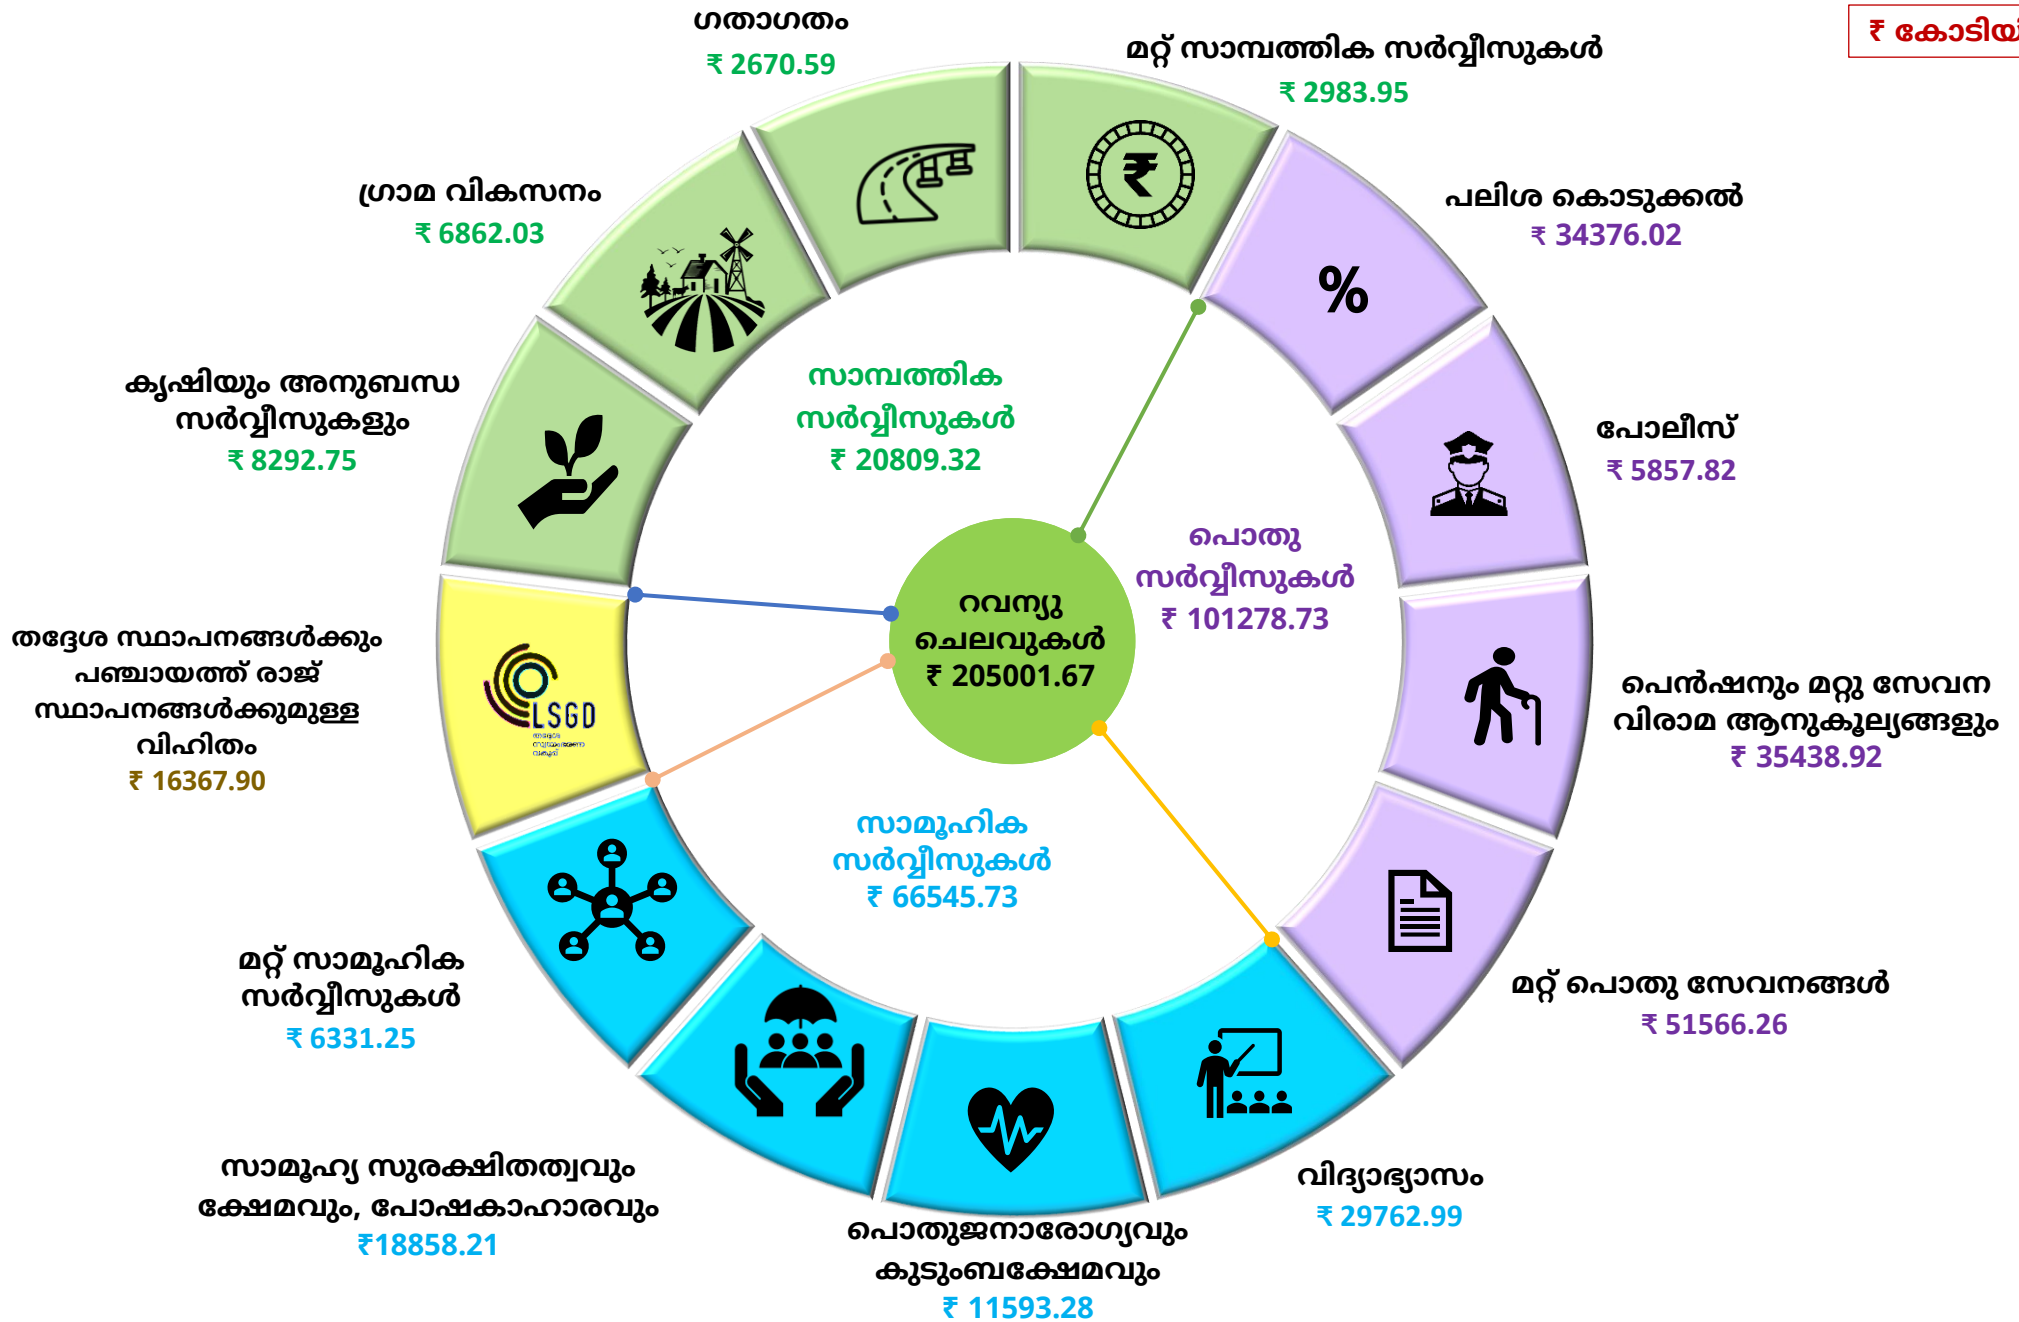 ഗതാഗതം
₹ 2670.59
മറ്റ് സാമ്പത്തിക സർവ്വീസുകൾ
₹ 2983.95
₹ കോടിയി
ഗ്രാമ വികസനം
₹ 6862.03
പലിശ കൊടുക്കൽ
₹ 34376.02
%
കൃഷിയും അനുബന്ധ
സർവ്വീസുകളും
₹ 8292.75
സാമ്പത്തിക
സർവ്വീസുകൾ
₹ 20809.32
പോലീസ്
₹ 5857.82
പൊതു
സർവ്വീസുകൾ
₹ 101278.73
റവന്യു
ചെലവുകൾ
₹ 205001.67
തദ്ദേശ സ്ഥാപനങ്ങൾക്കും
പഞ്ചായത്ത് രാജ്
സ്ഥാപനങ്ങൾക്കുമുള്ള
വിഹിതം
₹ 16367.90
LSGD
പെൻഷനും മറ്റു സേവന
വിരാമ ആനുകൂല്യങ്ങളും
₹ 35438.92
സാമൂഹിക
സർവ്വീസുകൾ
₹ 66545.73
മറ്റ് സാമൂഹിക
സർവ്വീസുകൾ
₹ 6331.25
മറ്റ് പൊതു സേവനങ്ങൾ
₹ 51566.26
സാമൂഹ്യ സുരക്ഷിതത്വവും
ക്ഷേമവും, പോഷകാഹാരവും
₹18858.21
പൊതുജനാരോഗ്യവും
കുടുംബക്ഷേമവും
₹ 11593.28
വിദ്യാഭ്യാസം
₹ 29762.99